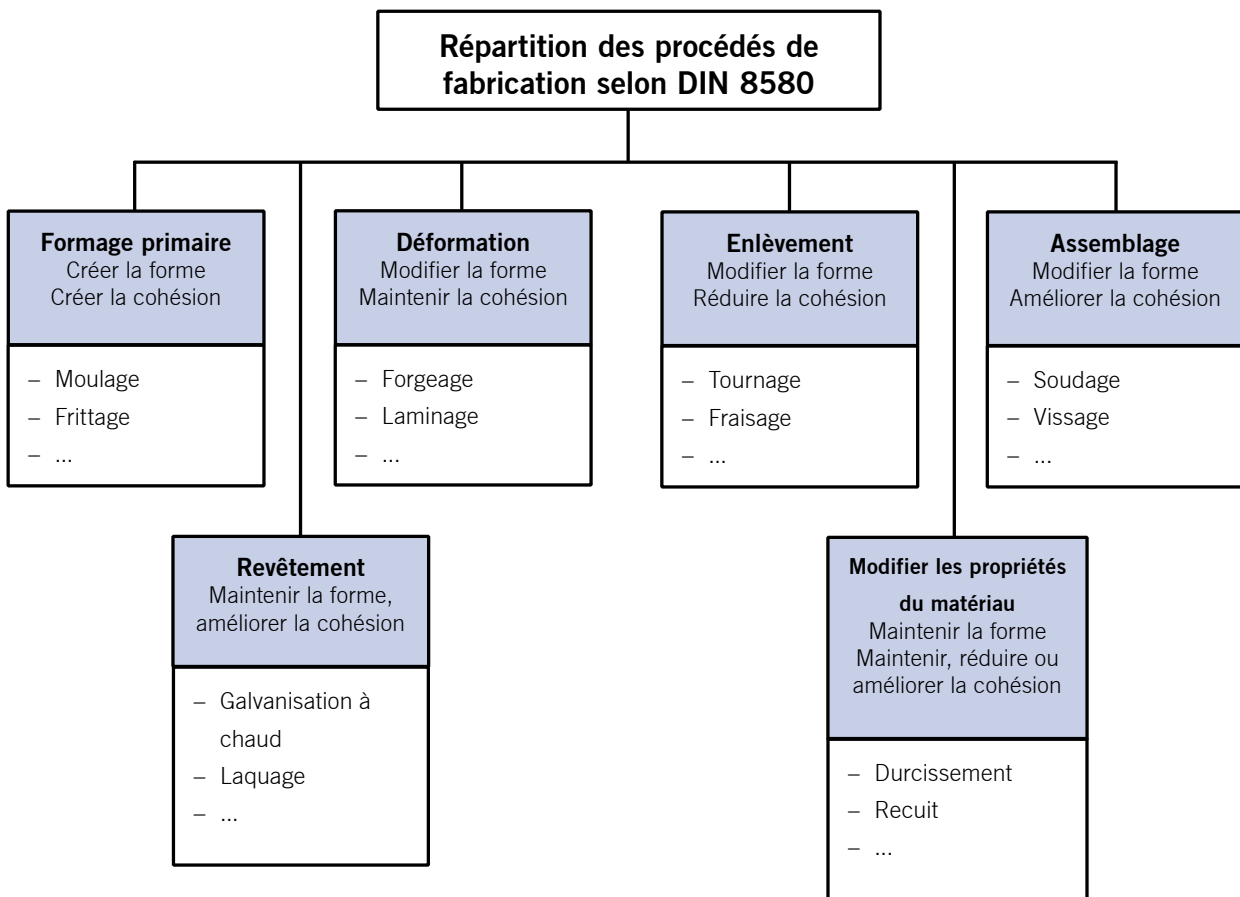 Répartition des procédés de
fabrication selon DIN 8580
Formage primaire
Créer la forme
Créer la cohésion
– Moulage
– Frittage
– ...
Déformation
Modifier la forme
Maintenir la cohésion
– Forgeage
– Laminage
– ...
Enlèvement
Modifier la forme
Réduire la cohésion
– Tournage
– Fraisage
– ...
Assemblage
Modifier la forme
Améliorer la cohésion
– Soudage
– Vissage
– ...
Revêtement
Maintenir la forme,
améliorer la cohésion
– Galvanisation à
chaud
– Laquage
– ...
Modifier les propriétés
du matériau
Maintenir la forme
Maintenir, réduire ou
améliorer la cohésion
– Durcissement
– Recuit
– ...